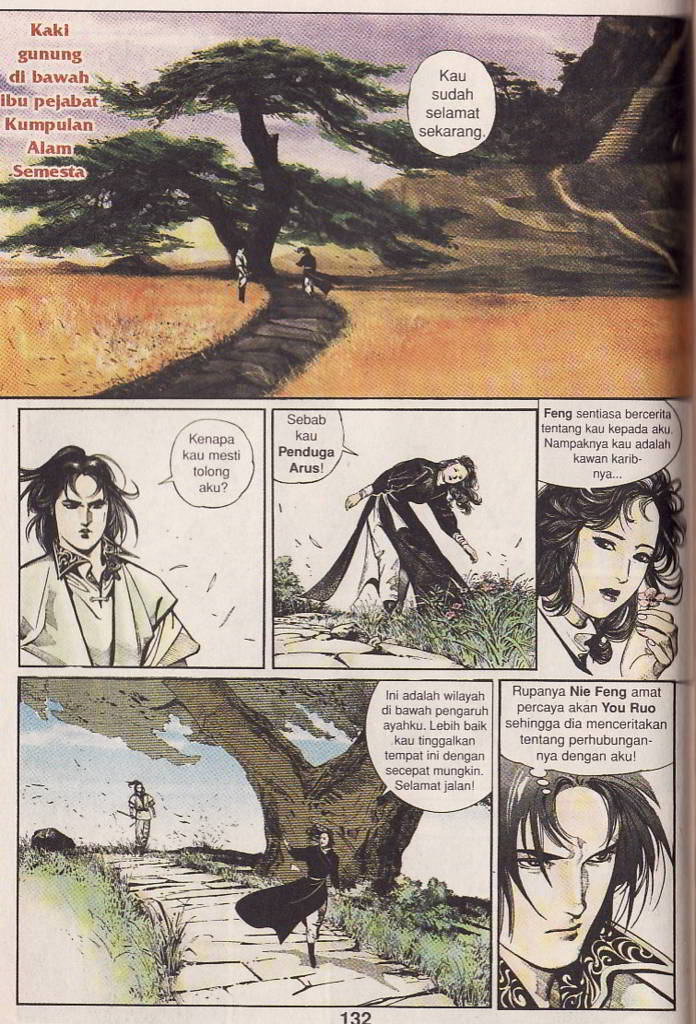 Kaki
gunung
di bawah
ibu pejabat
Kumpulan
Alam
Semesta
Kau
sudah
selamat
sekarang.
Kenapa
kau mesti
tolong
aku?
Sebab
kau
Penduga
Arus!
Feng sentiasa bercerita
tentang kau kepada aku.
Nampaknya kau adalah
kawan karib-
nya...
Ini adalah wilayah
di bawah pengaruh
ayahku. Lebih baik
kau tinggalkan
tempat ini dengan
secepat mungkin.
Selamat jalan!
Rupanya Nie Feng amat
percaya akan You Ruo
sehingga dia menceritakan
tentang perhubungan-
nya dengan aku!
132